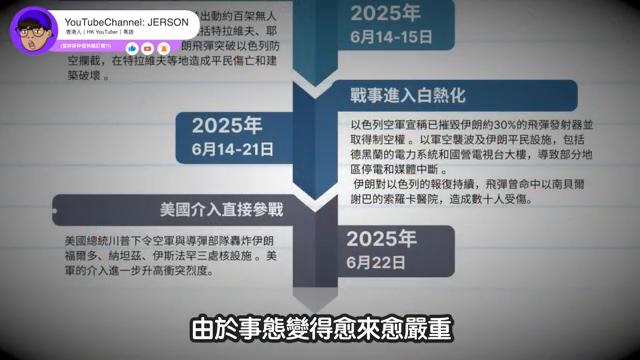 YouTubeChannel: JERSON
香港人｜HK YouTuber｜粵語
出動約百架無人
括特拉維夫、耶
朗飛彈突破以色列防
空攔截，在特拉維夫等地造成平民傷亡和建
築破壞。
2025年
6月14-15日
戰事進入白熱化
以色列空軍宣稱已摧毀伊朗約30%的飛彈發射器並
取得制空權。以軍空襲波及伊朗平民設施，包括
德黑蘭的電力系統和國營電視台大樓，導致部分地
區停電和媒體中斷。
伊朗對以色列的報復持續，飛彈曾命中以南貝爾
謝巴的索羅卡醫院，造成數十人受傷。
2025年
6月14-21日
美國介入直接參戰
美國總統川普下令空軍與導彈部隊轟炸伊朗
福爾多、納坦茲、伊斯法罕三處核設施。美
軍的介入進一步升高衝突烈度。
2025年
6月22日
由於事態變得愈來愈嚴重